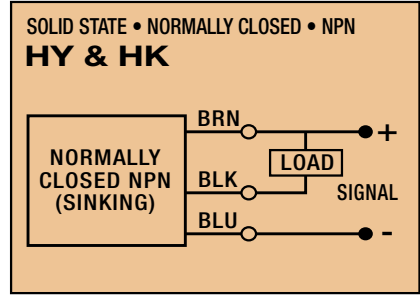 SOLID STATE • NORMALLY CLOSED • NPN
HY & HK
BRN
+
NORMALLY
CLOSED NPN
(SINKING)
LOAD
BLK
SIGNAL
BLU
-